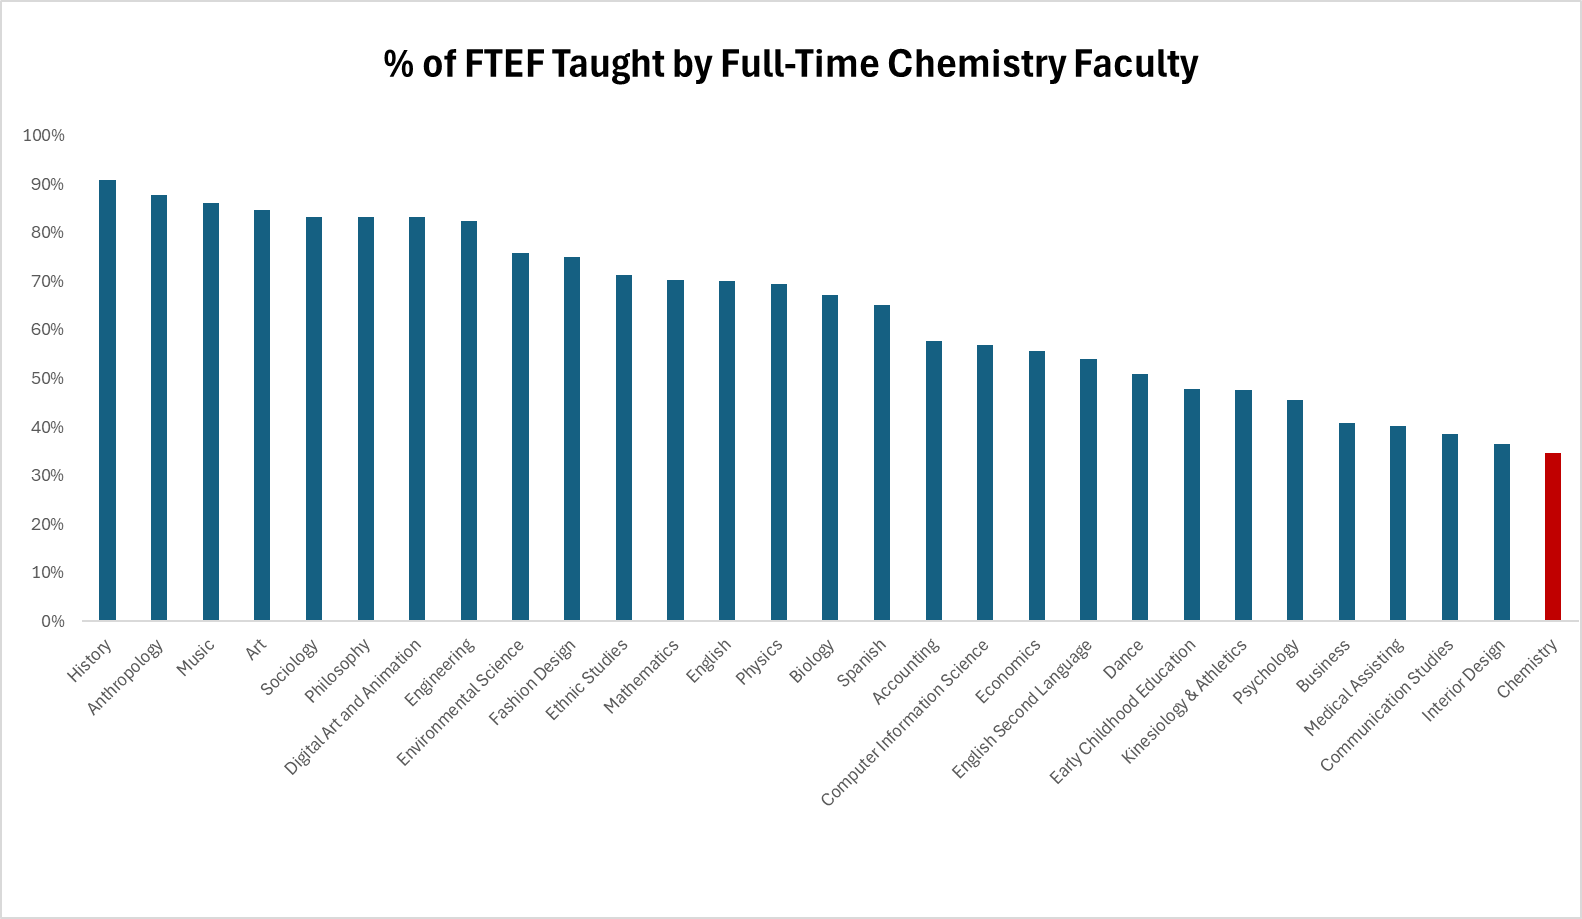 % of FTEF Taught by Full-Time Chemistry Faculty
100%
90%
80%
70%
60%
50%
40%
30%
20%
10%
0%
History
Anthropology
Music
Art
Sociology
Philosophy
Digital Art and Animation
Engineering
Environmental Science
Fashion Design
Ethnic Studies
Mathematics
English
Physics
Biology
Spanish
Accounting
Computer Information Science
Economics
English Second Language
Dance
Early Childhood Education
Kinesiology & Athletics
Psychology
Business
Medical Assisting
Communication Studies
Interior Design
Chemistry